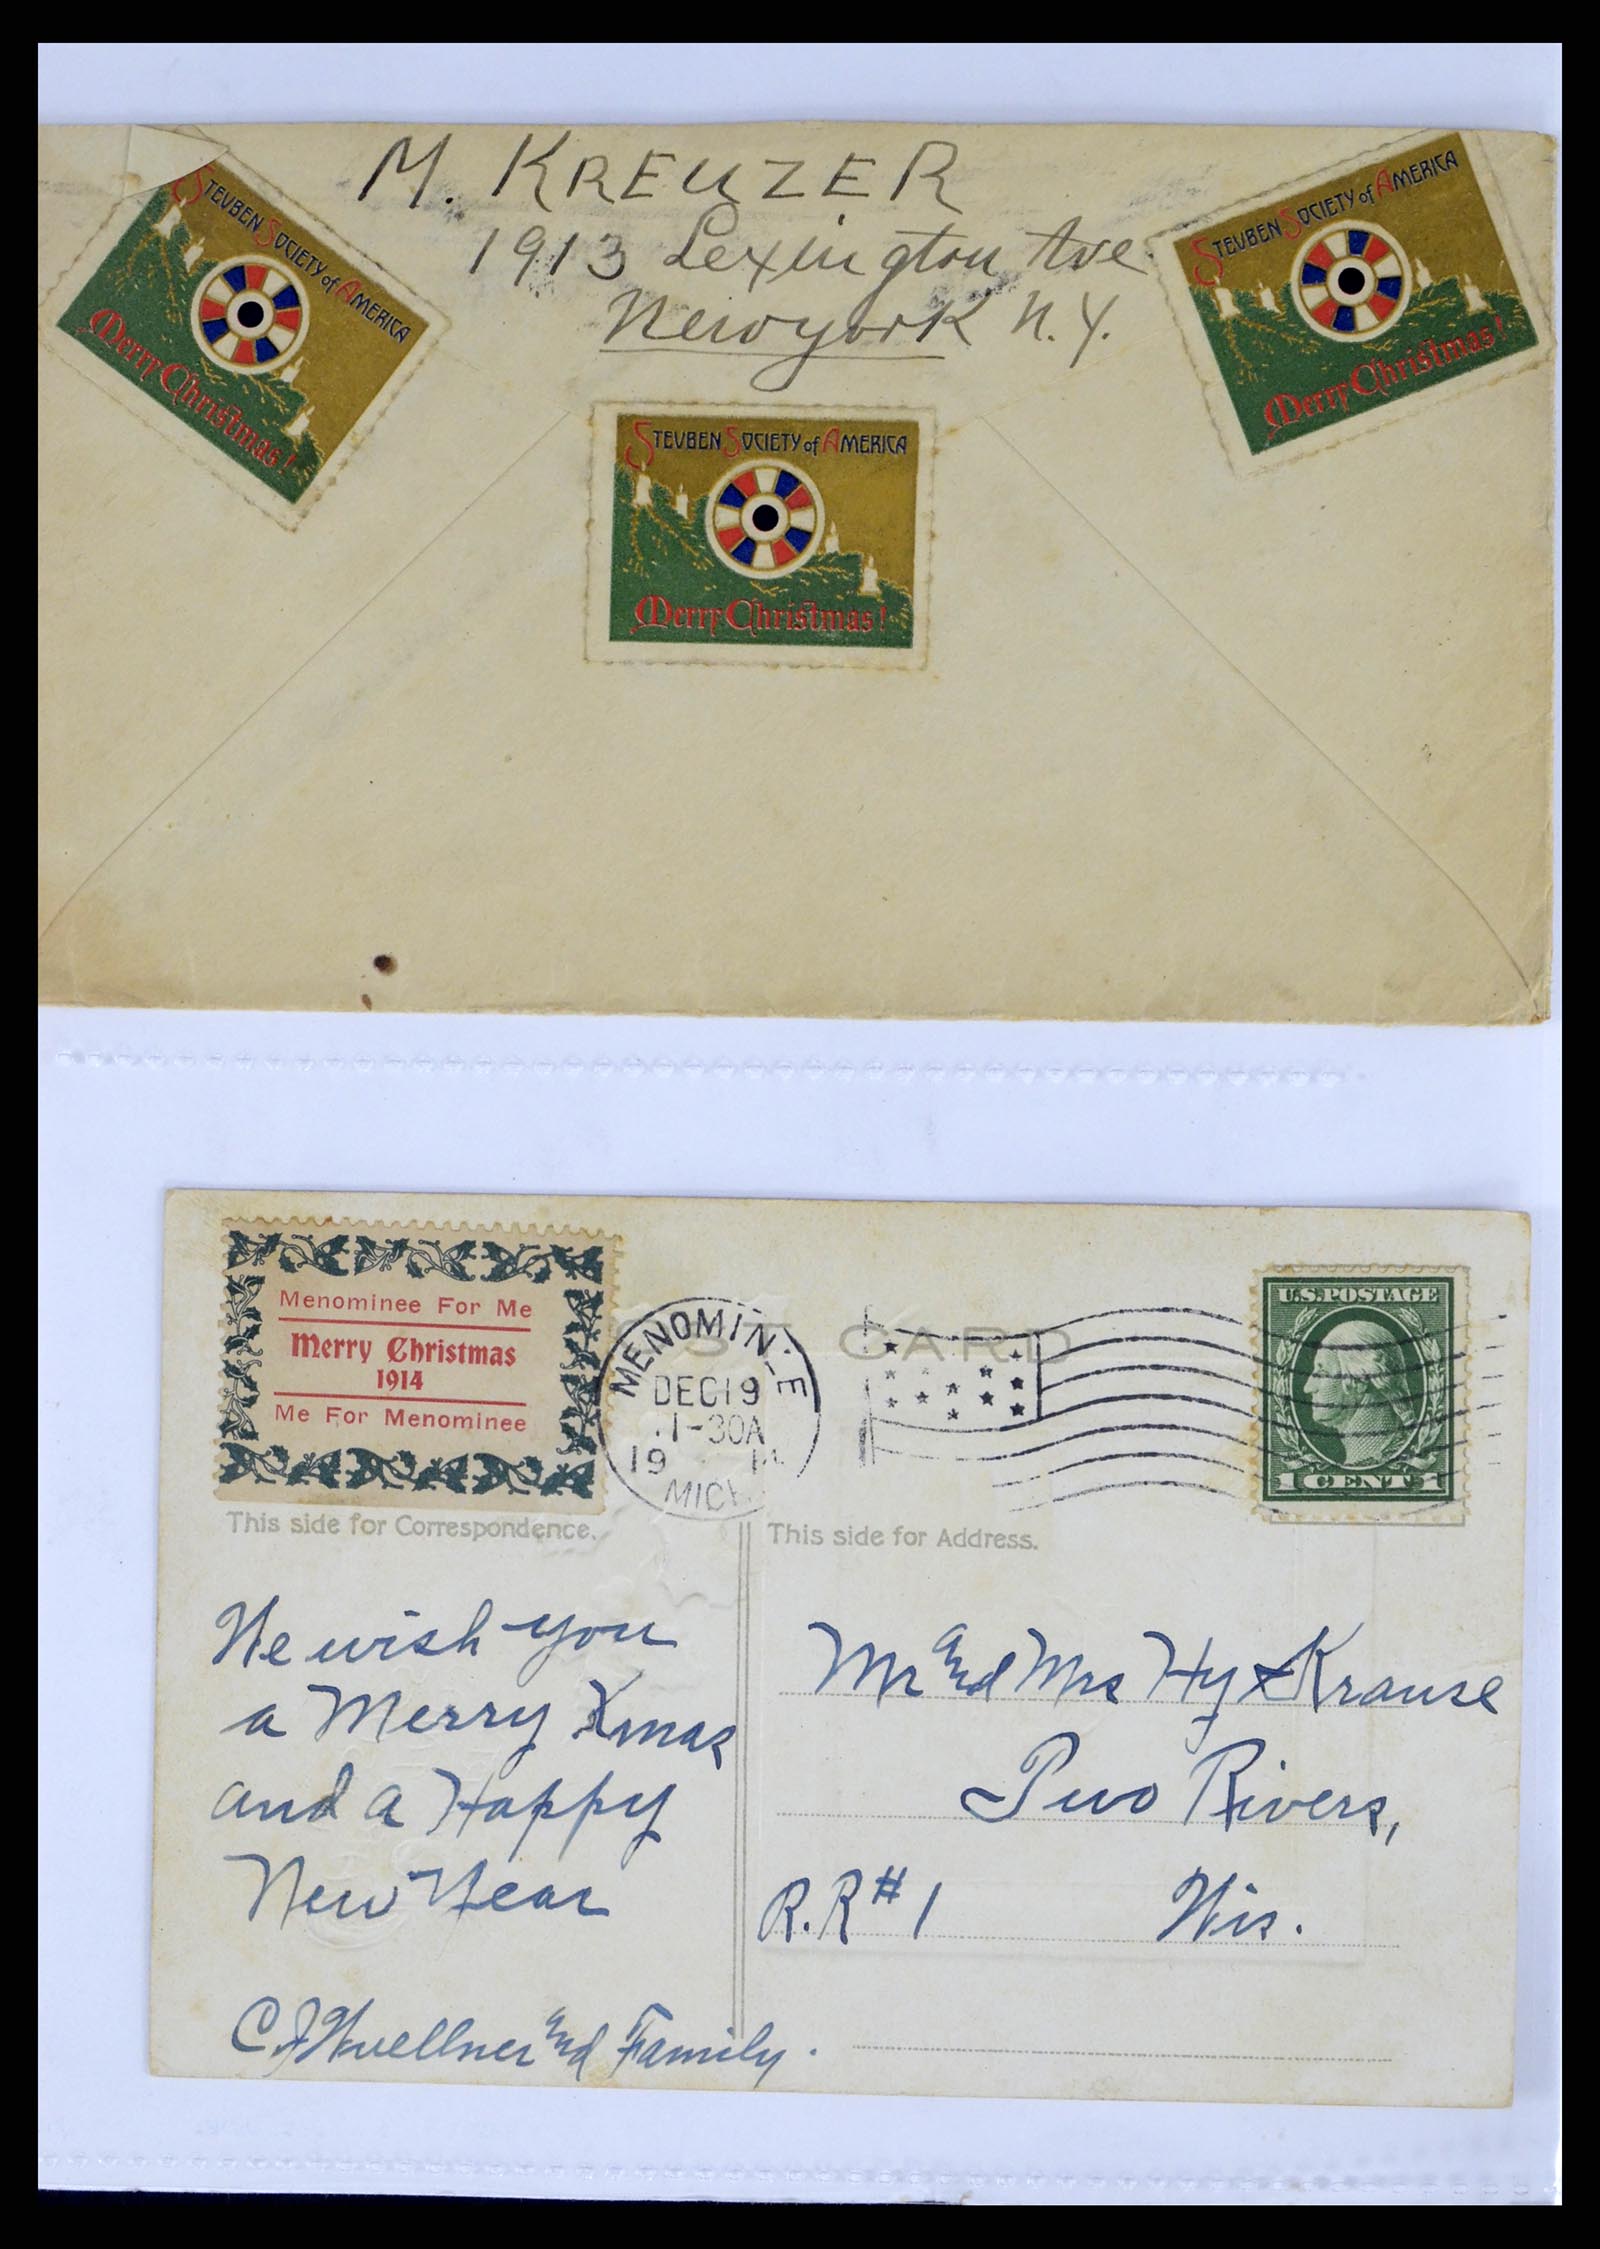 M. KREUZER
1913 Lexington Ave
Newyork N.Y.
STEUBEN SOCIETY of AMERICA
Merry Christmas!
STEUBEN SOCIETY of AMERICA
Merry Christmas!
STEUBEN SOCIETY of AMERICA
Merry Christmas!
Menominee For Me
Merry Christmas
1914
Me For Menominee
POST CARD
MENOMINEE
DEC 19
1-30A
19 14
MICH
U.S. POSTAGE
1 CENT 1
This side for Correspondence.
This side for Address.
We wish you
a Merry Xmas
and a Happy
New Year
C J Wuellner and Family.
Mr and Mrs Hy Krause
Two Rivers,
R.R # 1 Wis.